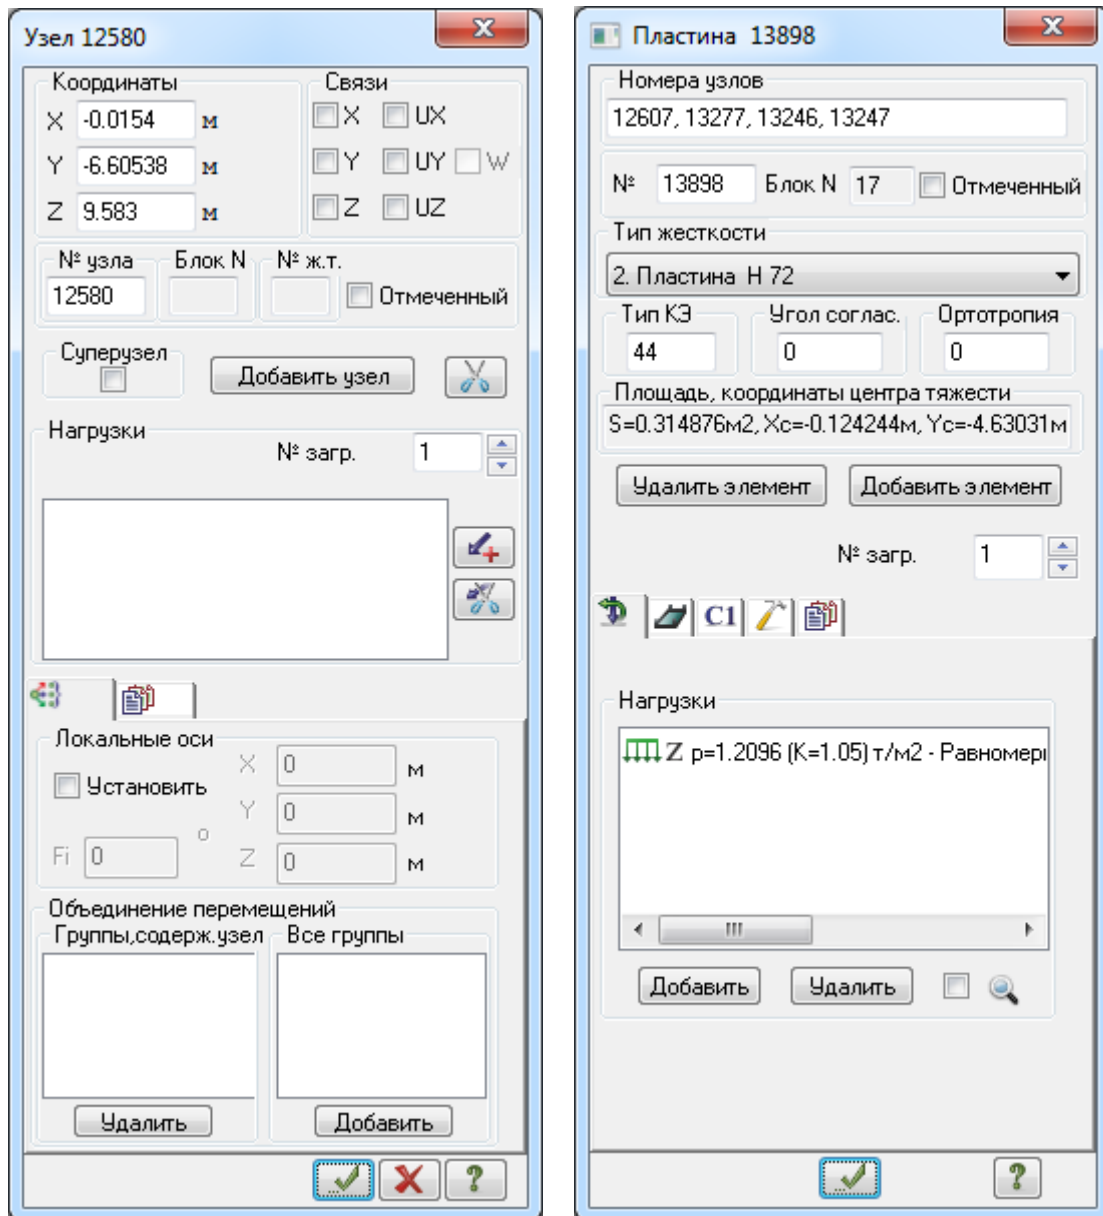 Узел 12580
Координаты
Связи
X -0.0154 м
X UX
Y -6.60538 м
Y UY W
Z 9.583 м
Z UZ
№ узла Блок N № ж.т.
12580
Отмеченный
Суперузел
Добавить узел
Нагрузки
№ загр. 1
Локальные оси
Установить
X 0 м
Y 0 м
Fi 0 o
Z 0 м
Объединение перемещений
Группы,содерж.узел
Все группы
Удалить
Добавить
?
Пластина 13898
Номера узлов
12607, 13277, 13246, 13247
№ 13898 Блок N 17 Отмеченный
Тип жесткости
2. Пластина H 72
Тип КЭ Угол соглас. Ортотропия
44 0 0
Площадь, координаты центра тяжести
S=0.314876м2, Xc=-0.124244м, Yc=-4.63031м
Удалить элемент Добавить элемент
№ загр. 1
C1
Нагрузки
Z p=1.2096 (K=1.05) т/м2 - Равномерн
Добавить Удалить
?